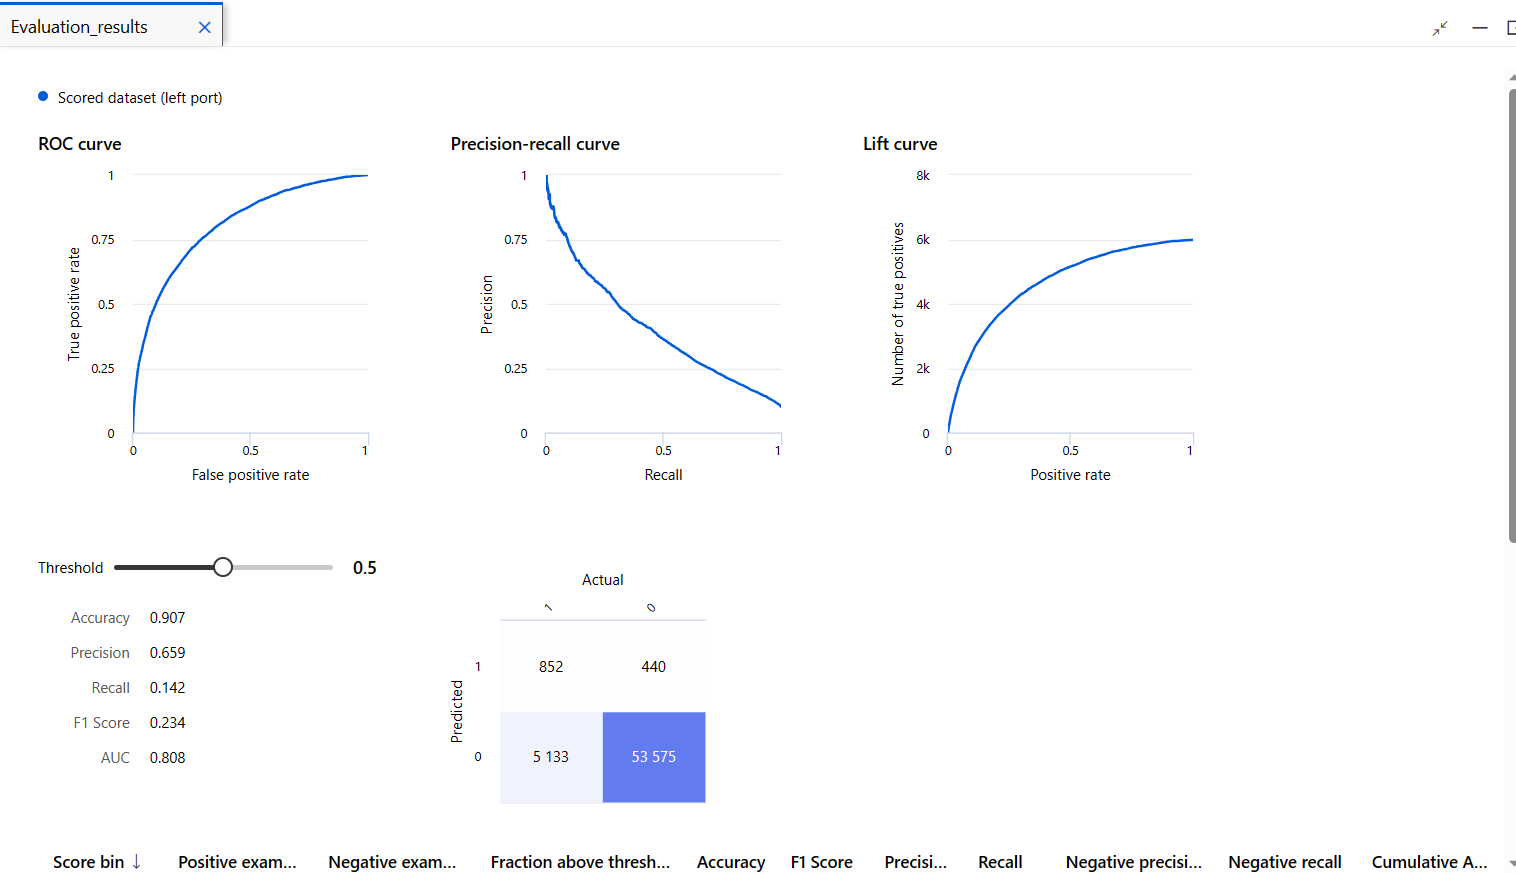 Evaluation_results
Scored dataset (left port)
ROC curve
1
0.75
0.5
0.25
0
0
0.5
1
True positive rate
False positive rate
Precision-recall curve
1
0.75
0.5
0.25
0
0
0.5
1
Precision
Recall
Lift curve
8k
6k
4k
2k
0
0
0.5
1
Number of true positives
Positive rate
Threshold 0.5
Accuracy 0.907
Precision 0.659
Recall 0.142
F1 Score 0.234
AUC 0.808
Actual
1 0
Predicted
1 852 440
0 5 133 53 575
Score bin ↓ Positive exam... Negative exam... Fraction above thresh... Accuracy F1 Score Precisi... Recall Negative precisi... Negative recall Cumulative A...